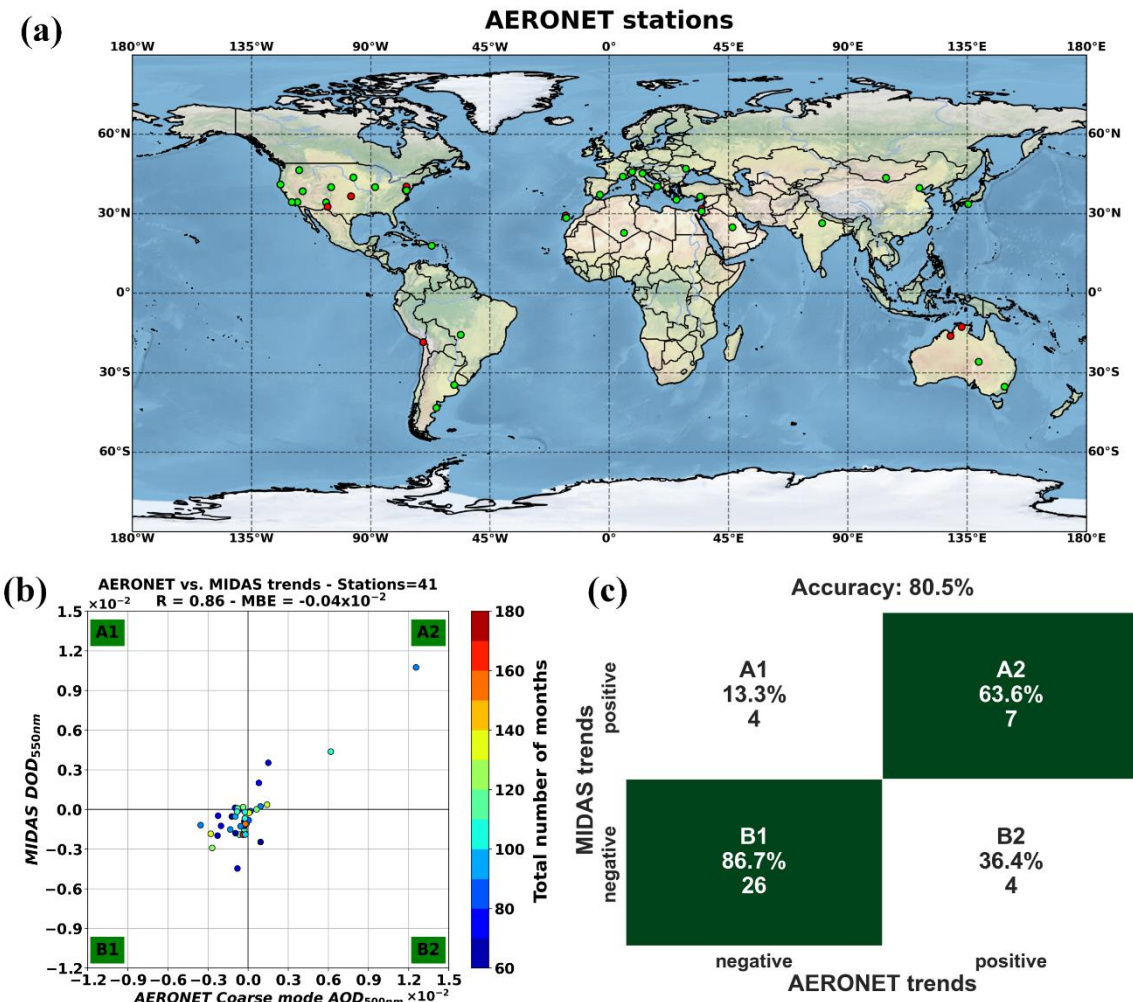 (a)
AERONET stations
180°W 135°W 90°W 45°W 0° 45°E 90°E 135°E 180°E
60°N 60°N
30°N 30°N
0° 0°
30°S 30°S
60°S 60°S
180°W 135°W 90°W 45°W 0° 45°E 90°E 135°E 180°E
(b)
AERONET vs. MIDAS trends - Stations=41
R = 0.86 - MBE = -0.04x10⁻²
×10⁻²
1.5
1.2
0.9
0.6
0.3
0.0
−0.3
−0.6
−0.9
−1.2
MIDAS DOD550nm
A1 A2
B1 B2
−1.2 −0.9 −0.6 −0.3 0.0 0.3 0.6 0.9 1.2 1.5
AERONET Coarse mode AOD500nm ×10⁻²
180
160
140
120
100
80
60
Total number of months
(c)
Accuracy: 80.5%
MIDAS trends
positive
negative
A1
13.3%
4
A2
63.6%
7
B1
86.7%
26
B2
36.4%
4
negative positive
AERONET trends